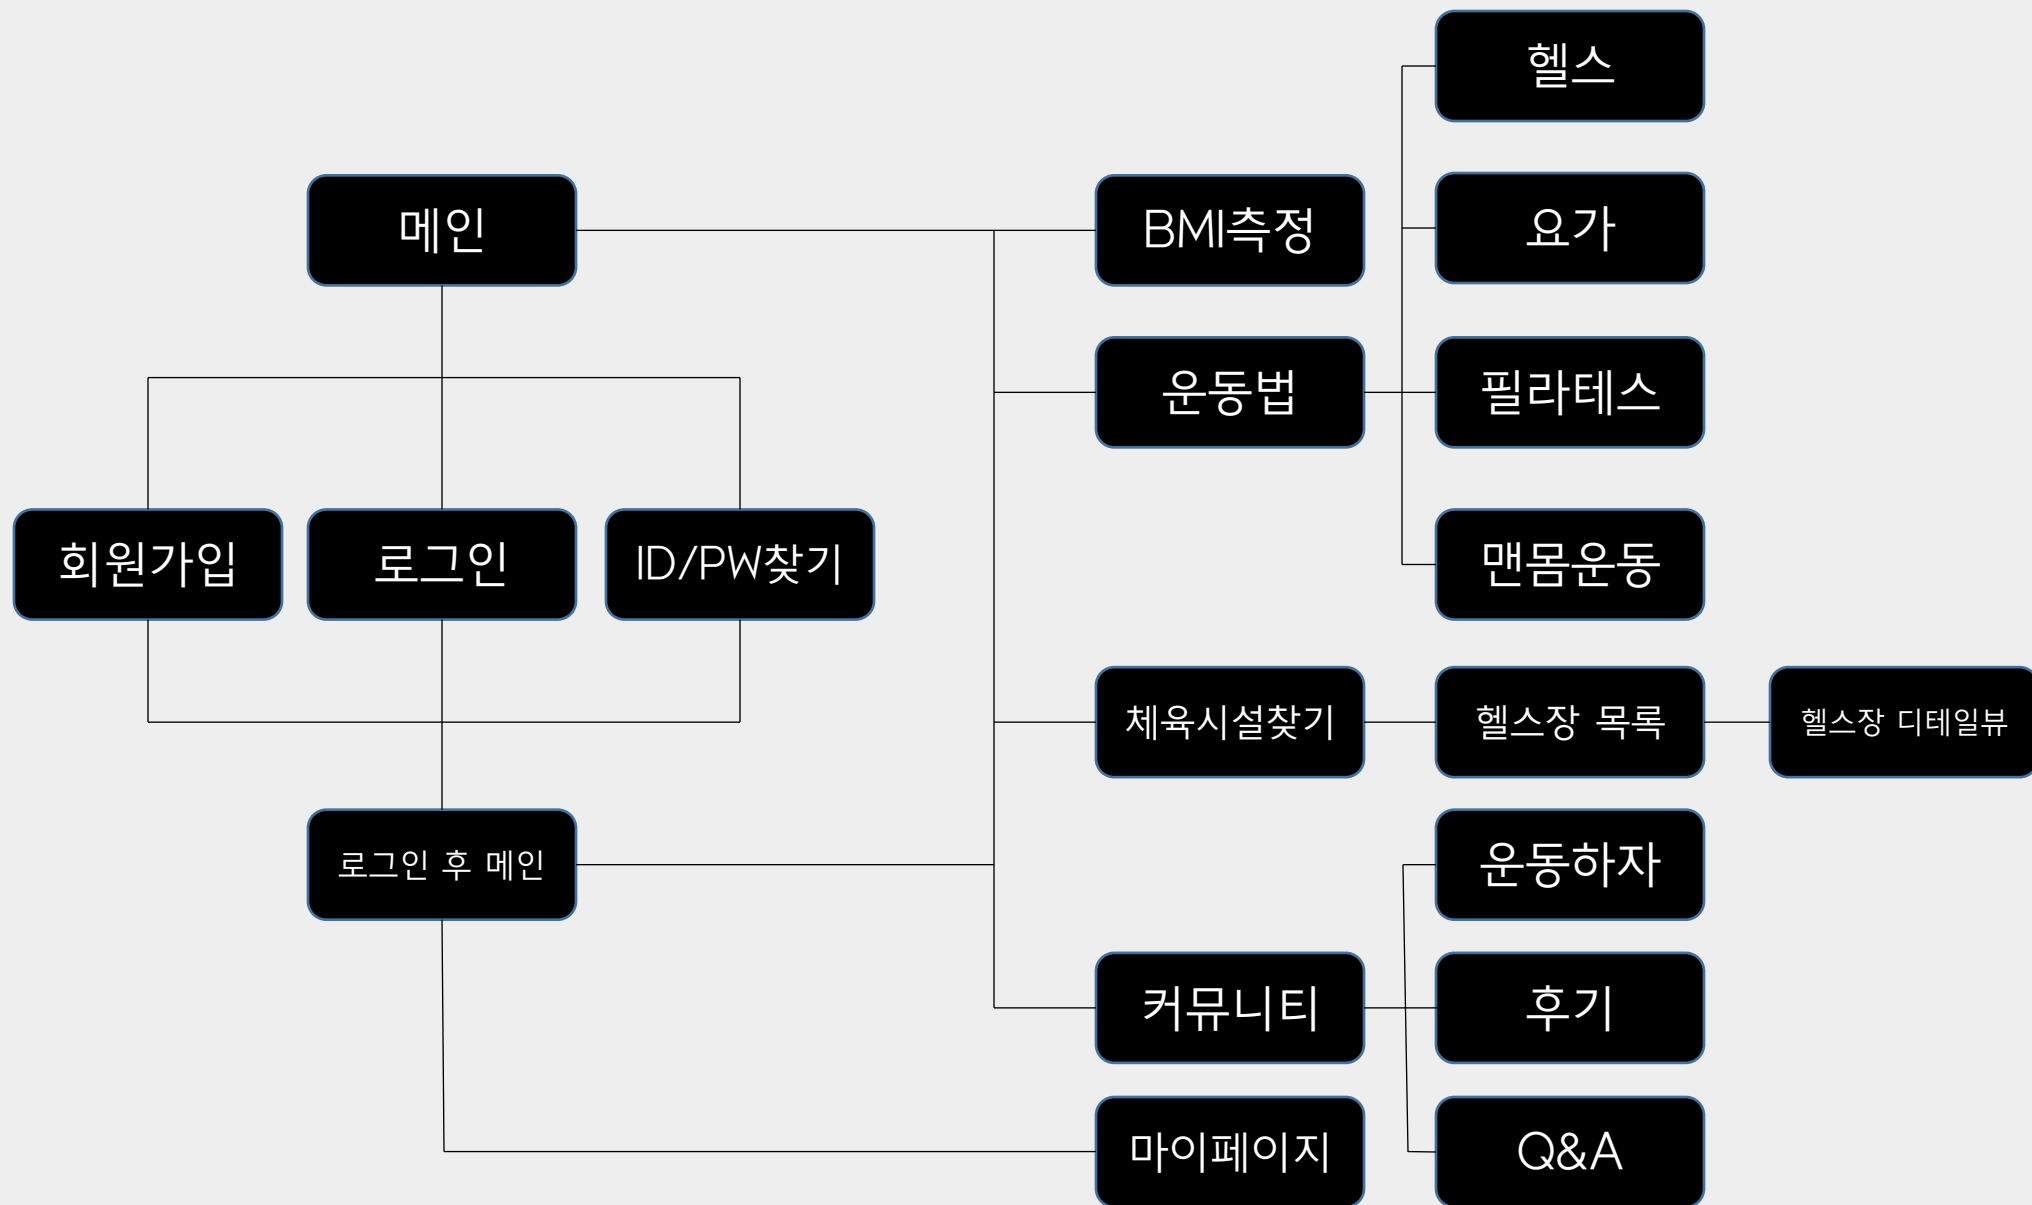 헬스
메인
BMI측정
요가
운동법
필라테스
회원가입
로그인
ID/PW찾기
맨몸운동
체육시설찾기
헬스장 목록
헬스장 디테일뷰
로그인 후 메인
운동하자
커뮤니티
후기
마이페이지
Q&A